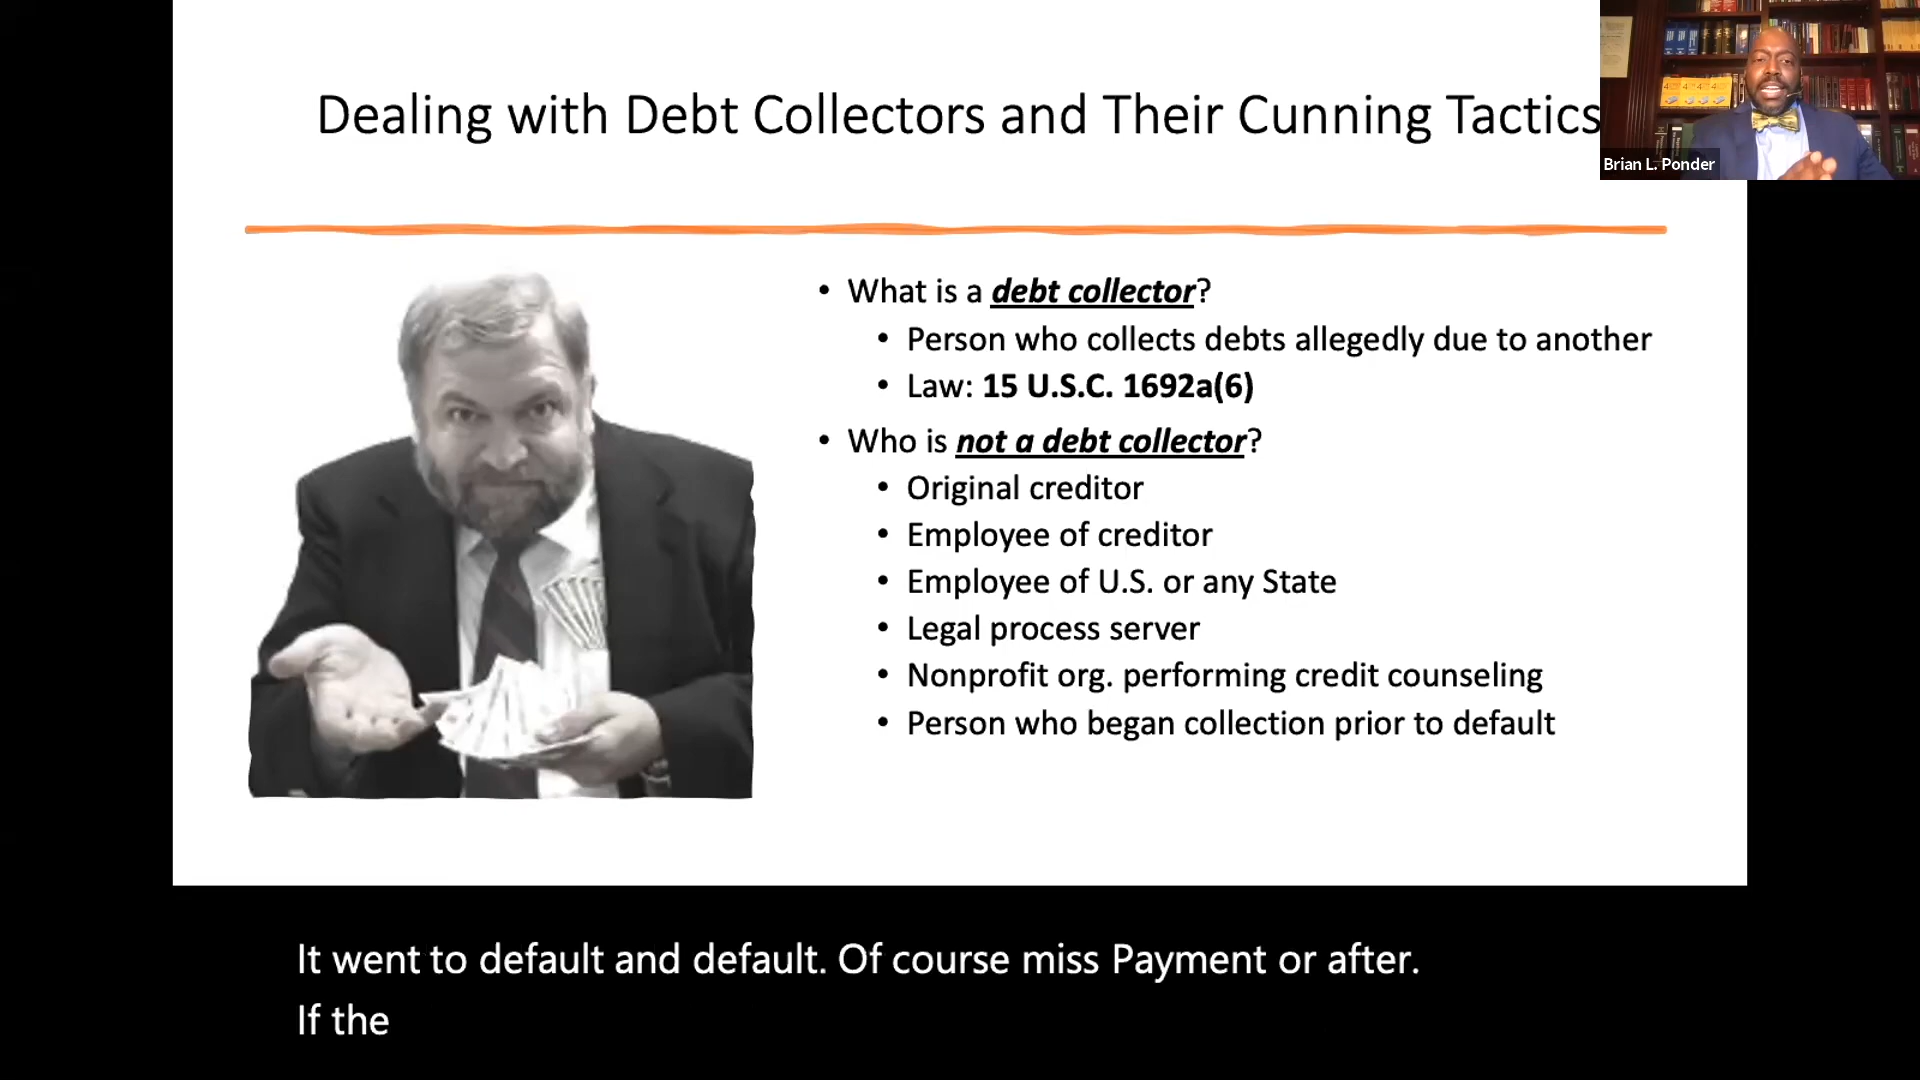 Dealing with Debt Collectors and Their Cunning Tactics
Brian L. Ponder
• What is a debt collector?
• Person who collects debts allegedly due to another
• Law: 15 U.S.C. 1692a(6)
• Who is not a debt collector?
• Original creditor
• Employee of creditor
• Employee of U.S. or any State
• Legal process server
• Nonprofit org. performing credit counseling
• Person who began collection prior to default
It went to default and default. Of course miss Payment or after.
If the